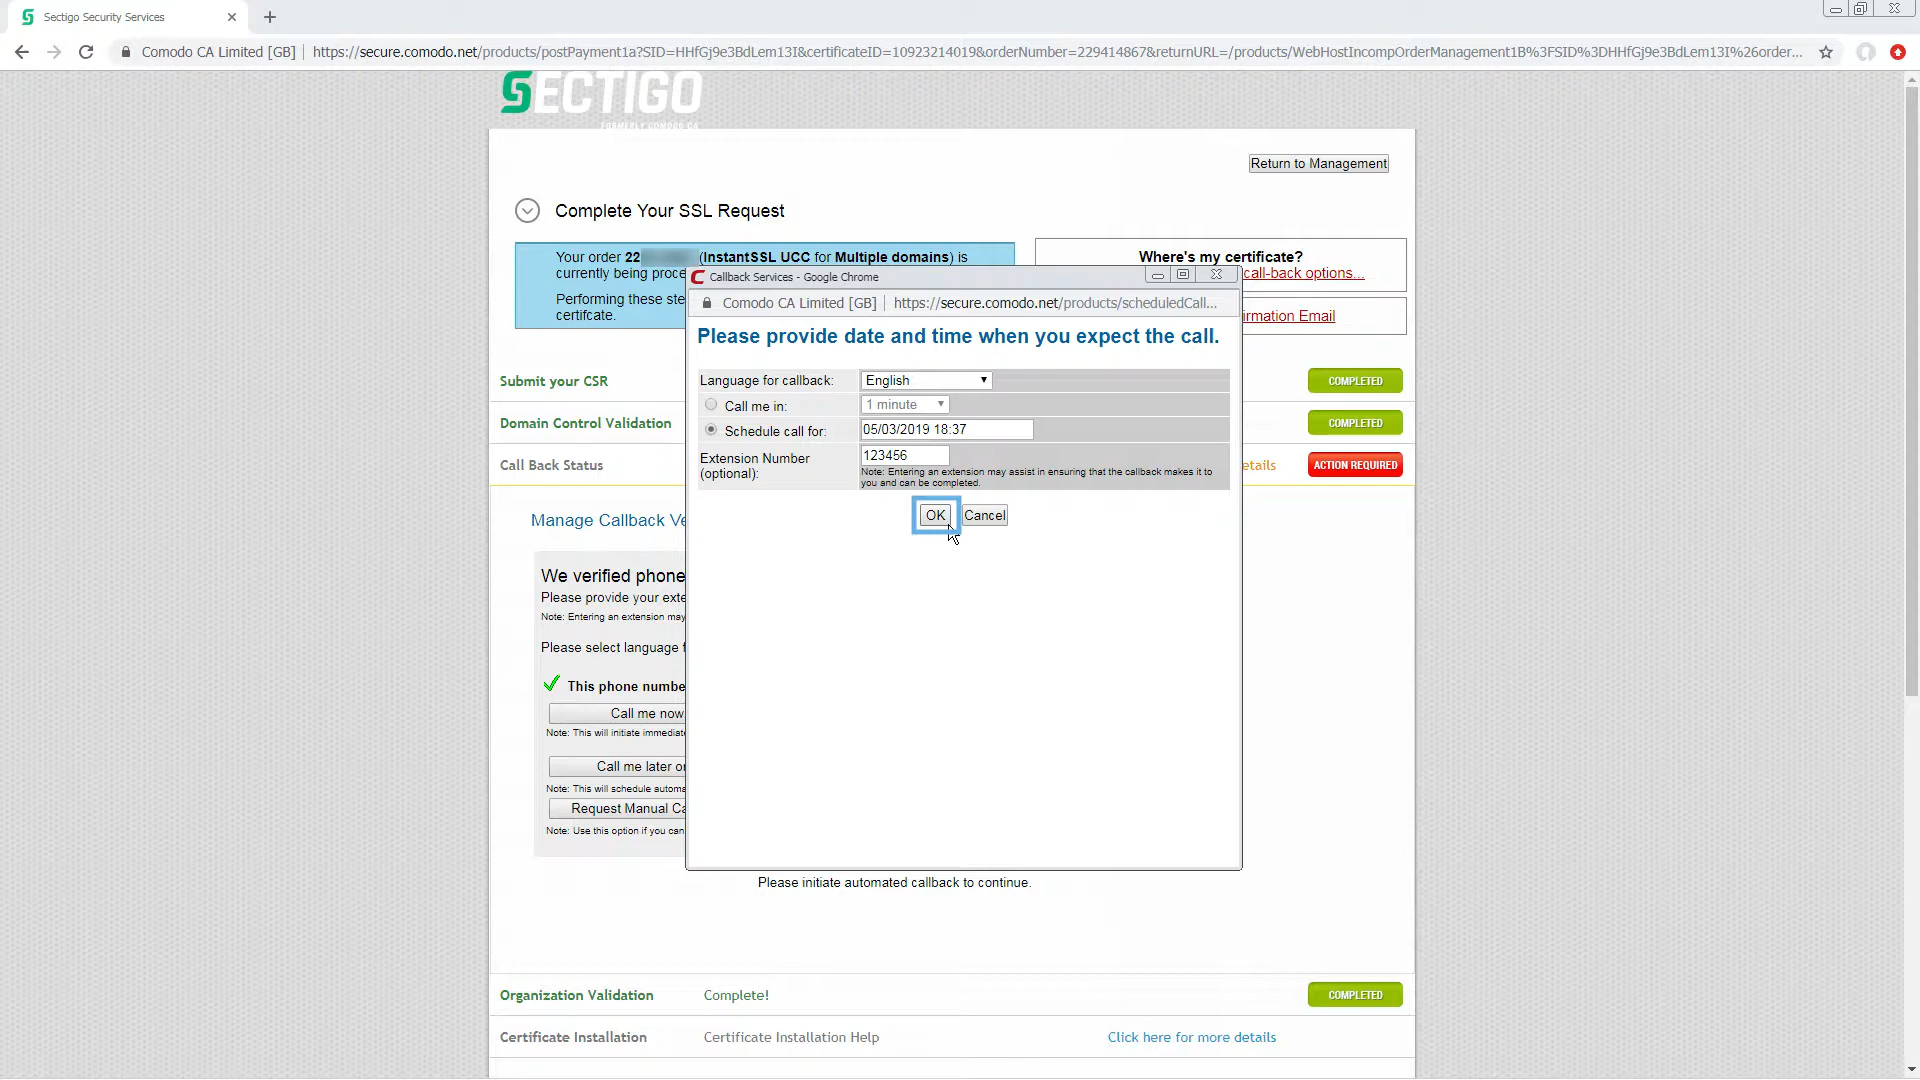 Sectigo Security Services
Comodo CA Limited [GB]
https://secure.comodo.net/products/postPayment1a?SID=HHfGj9e3BdLem13I&certificateID=10923214019&orderNumber=229414867&returnURL=/products/WebHostIncompOrderManagement1B%3FSID%3DHHfGj9e3BdLem13I%26order...
SECTIGO
FORMERLY COMODO CA
Return to Management
Complete Your SSL Request
Your order 22 (InstantSSL UCC for Multiple domains) is
currently being proce
Performing these ste
certifcate.
Where's my certificate?
call-back options...
irmation Email
Submit your CSR
COMPLETED
Domain Control Validation
COMPLETED
Call Back Status
etails
ACTION REQUIRED
Manage Callback Ve
We verified phone
Please provide your exte
Note: Entering an extension may
Please select language f
This phone numbe
Call me now
Note: This will initiate immediat
Call me later or
Note: This will schedule automa
Request Manual Ca
Note: Use this option if you can
Callback Services - Google Chrome
Comodo CA Limited [GB]
https://secure.comodo.net/products/scheduledCall...
Please provide date and time when you expect the call.
Language for callback:
English
Call me in:
1 minute
Schedule call for:
05/03/2019 18:37
Extension Number
(optional):
123456
Note: Entering an extension may assist in ensuring that the callback makes it to
you and can be completed.
OK
Cancel
Please initiate automated callback to continue.
Organization Validation
Complete!
COMPLETED
Certificate Installation
Certificate Installation Help
Click here for more details